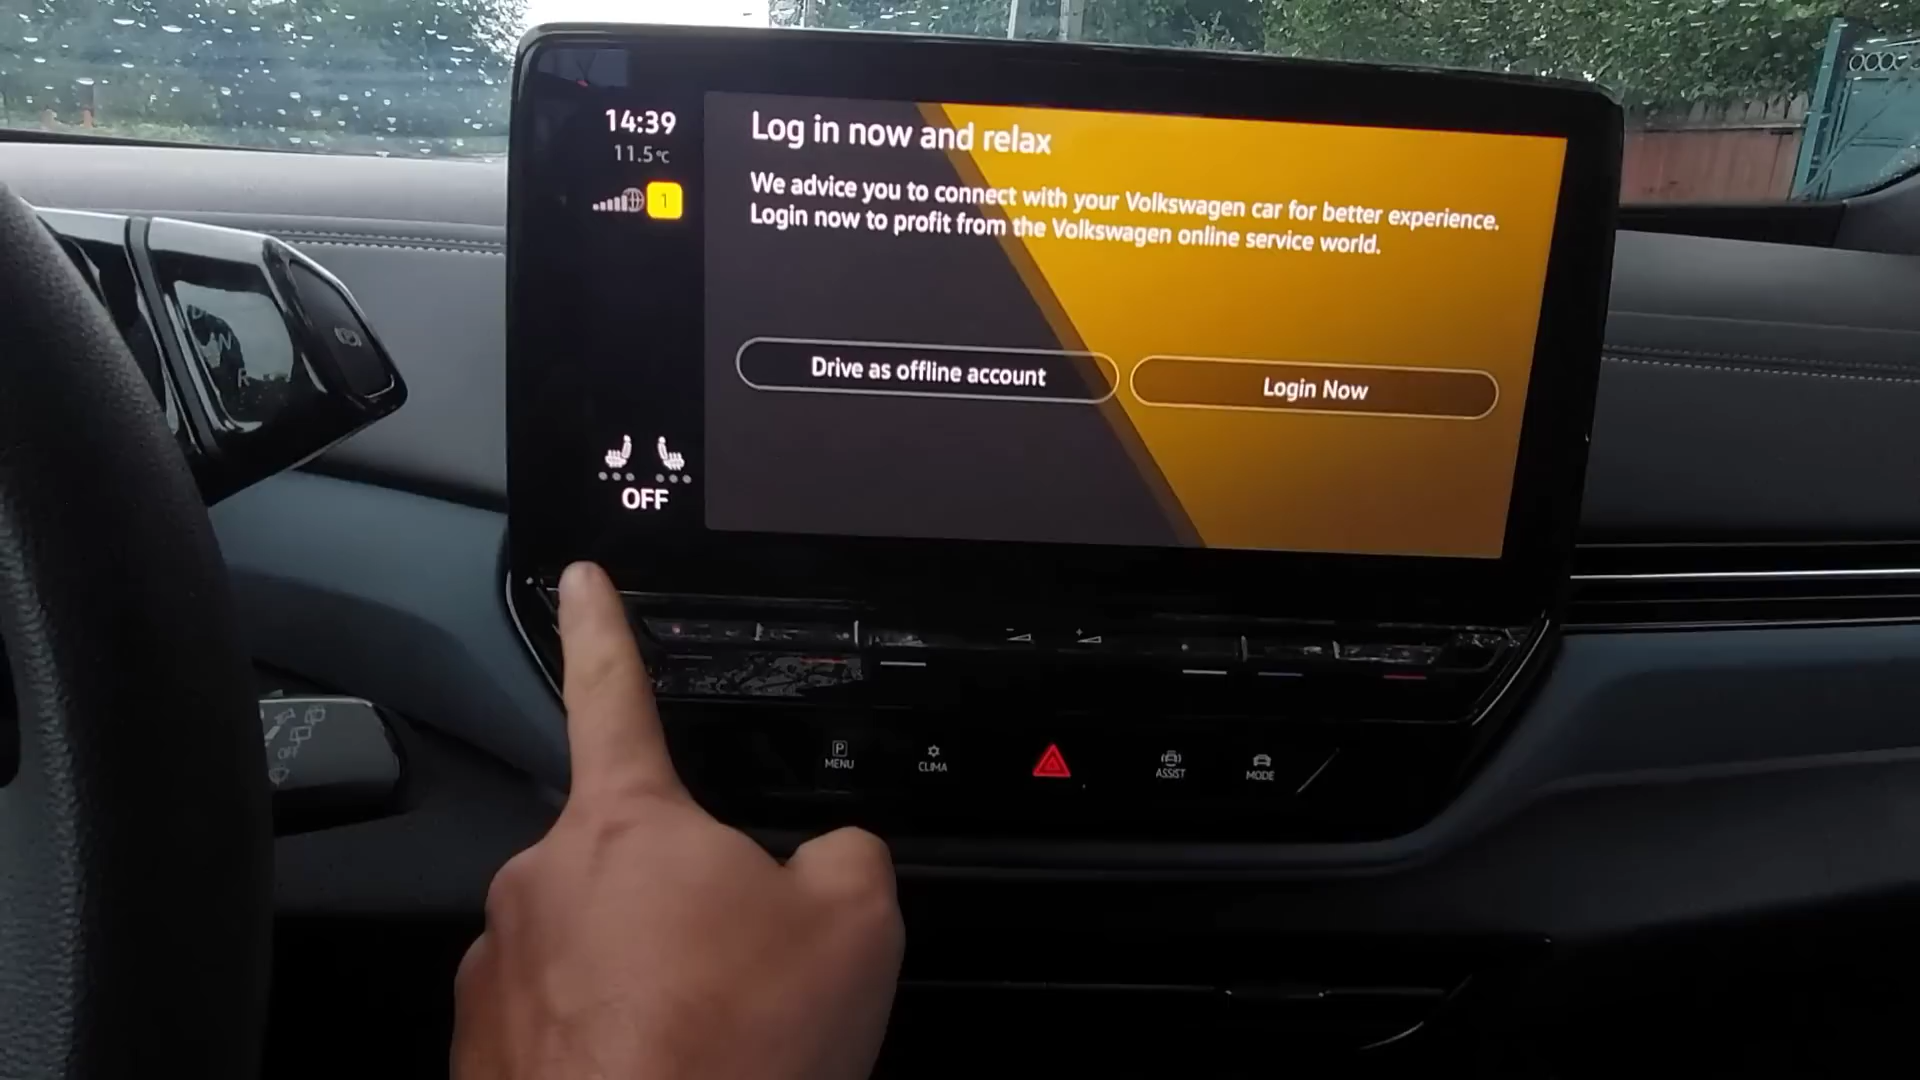 14:39
11.5°C
1
Log in now and relax
We advice you to connect with your Volkswagen car for better experience.
Login now to profit from the Volkswagen online service world.
Drive as offline account
Login Now
OFF
N
R
OFF
P
MENU
CLIMA
ASSIST
MODE